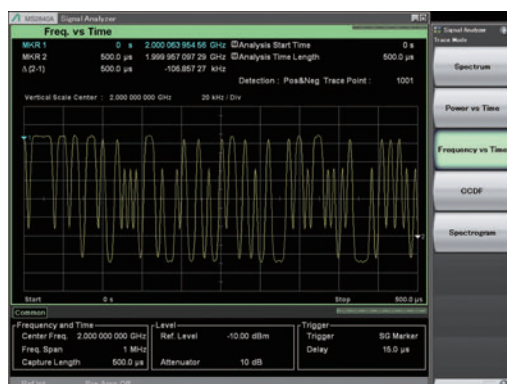 MS2840A Signal Analyzer
Freq. vs Time
MKR 1 0 s 2.000 063 954 56 GHz Analysis Start Time 0 s
MKR 2 500.0 µs 1.999 957 097 29 GHz Analysis Time Length 500.0 µs
Δ(2-1) 500.0 µs -106.857 27 kHz
Detection : Pos&Neg Trace Point : 1001
Vertical Scale Center : 2.000 000 000 GHz 20 kHz / Div
2
Start 0 s Stop 500.0 µs
Common
Frequency and Time
Center Freq. 2.000 000 000 GHz
Freq. Span 1 MHz
Capture Length 500.0 µs
Level
Ref. Level -10.00 dBm
Attenuator 10 dB
Trigger
Trigger SG Marker
Delay 15.0 µs
Signal Analyzer
Trace Mode
Spectrum
Power vs Time
Frequency vs Time
CCDF
Spectrogram